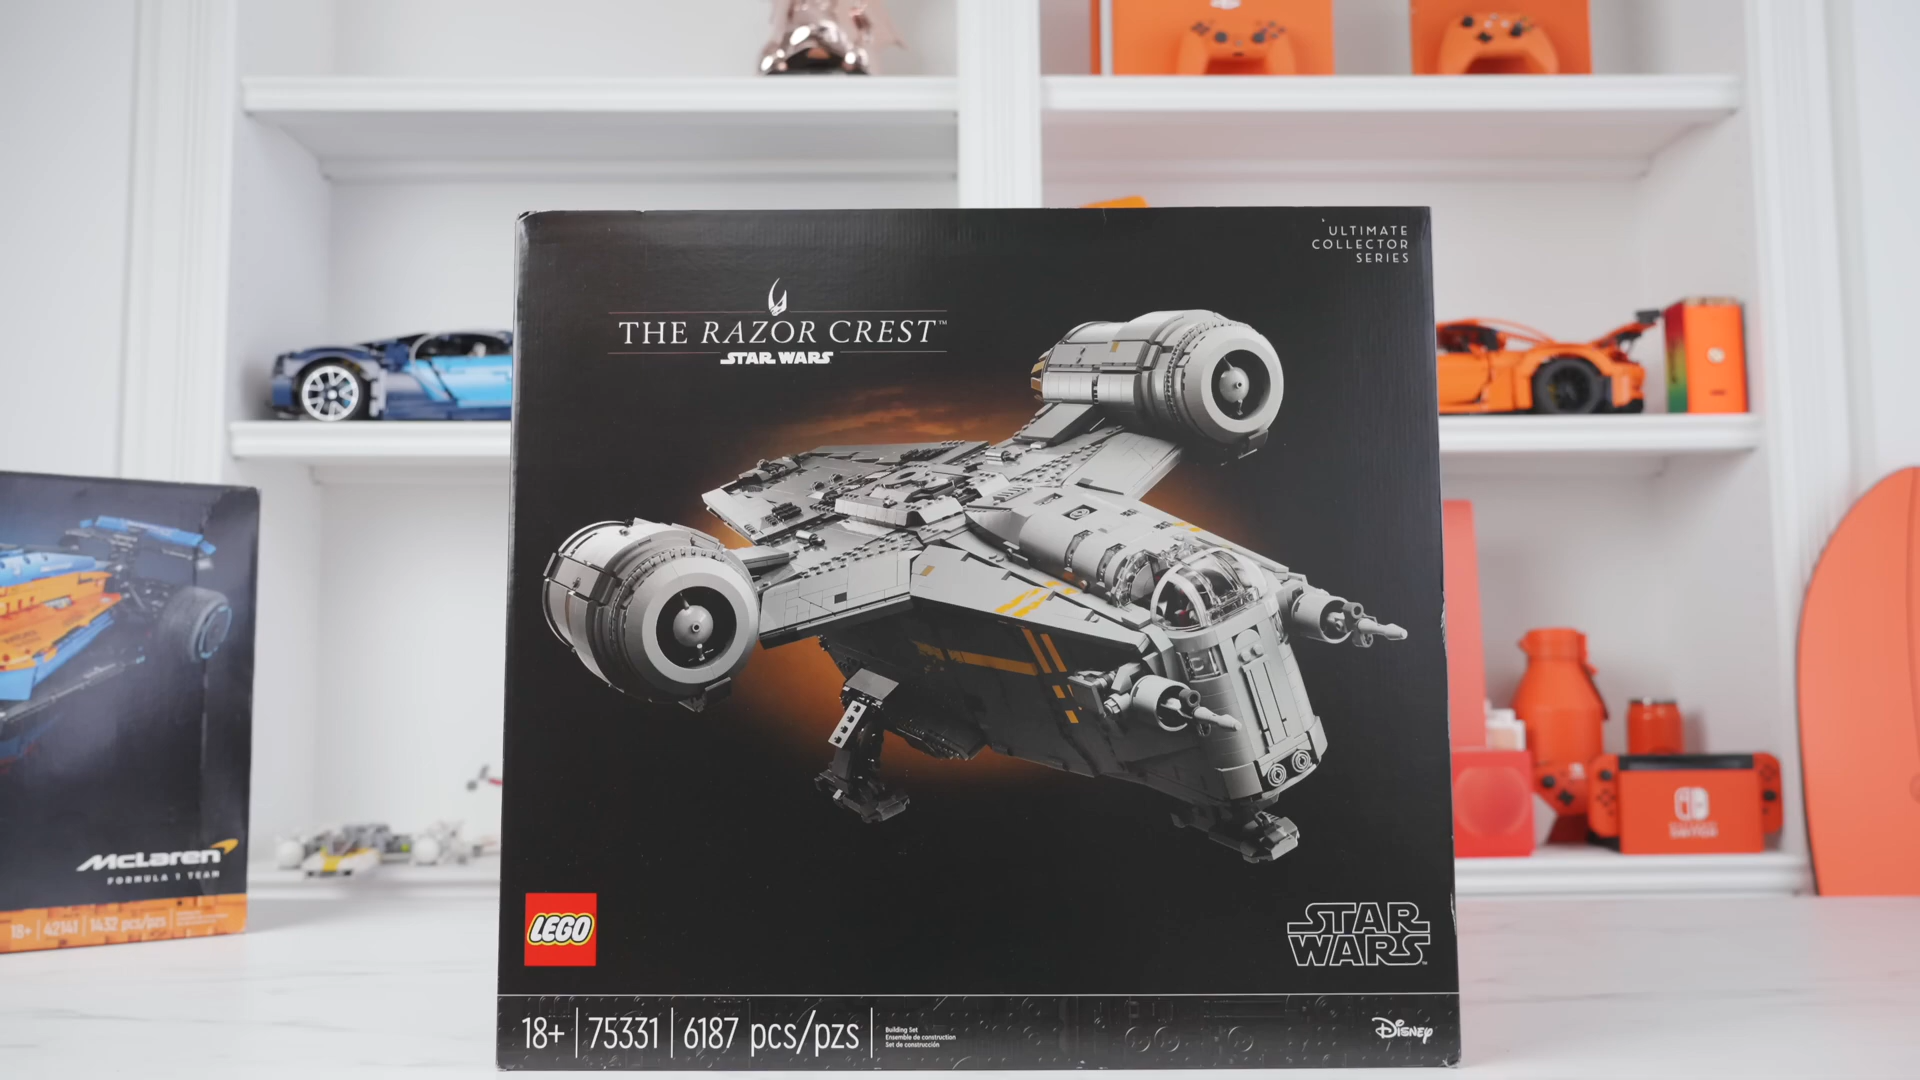 ULTIMATE
COLLECTOR
SERIES
THE RAZOR CREST™
STAR WARS
McLaren
FORMULA 1 TEAM
18+ | 42141 | 1432 pcs/pzs
LEGO
STAR
WARS
18+ | 75331 | 6187 pcs/pzs
Building Set
Ensemble de construction
Set de construcción
Disney
SWITCH